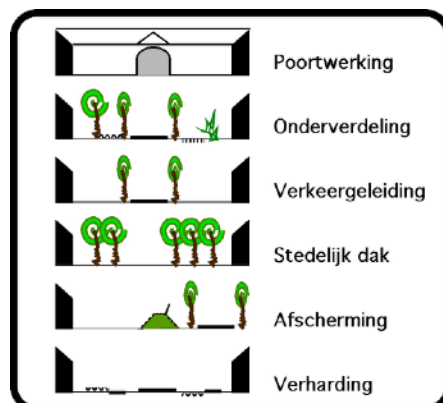 Poortwerking
Onderverdeling
Verkeergeleiding
Stedelijk dak
Afscherming
Verharding